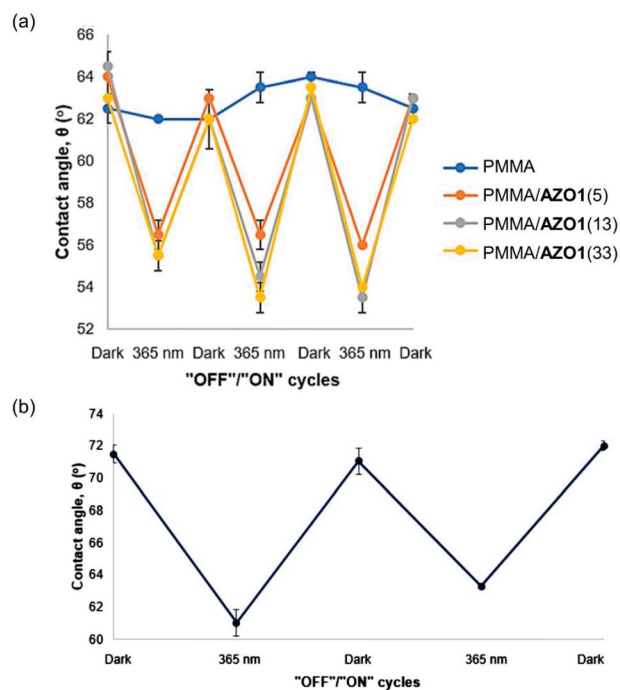 (a)
66
64
62
60
58
56
54
52
Contact angle, θ (º)
Dark 365 nm Dark 365 nm Dark 365 nm Dark
"OFF"/"ON" cycles
PMMA
PMMA/AZO1(5)
PMMA/AZO1(13)
PMMA/AZO1(33)
(b)
74
72
70
68
66
64
62
60
Contact angle, θ (º)
Dark 365 nm Dark 365 nm Dark
"OFF"/"ON" cycles